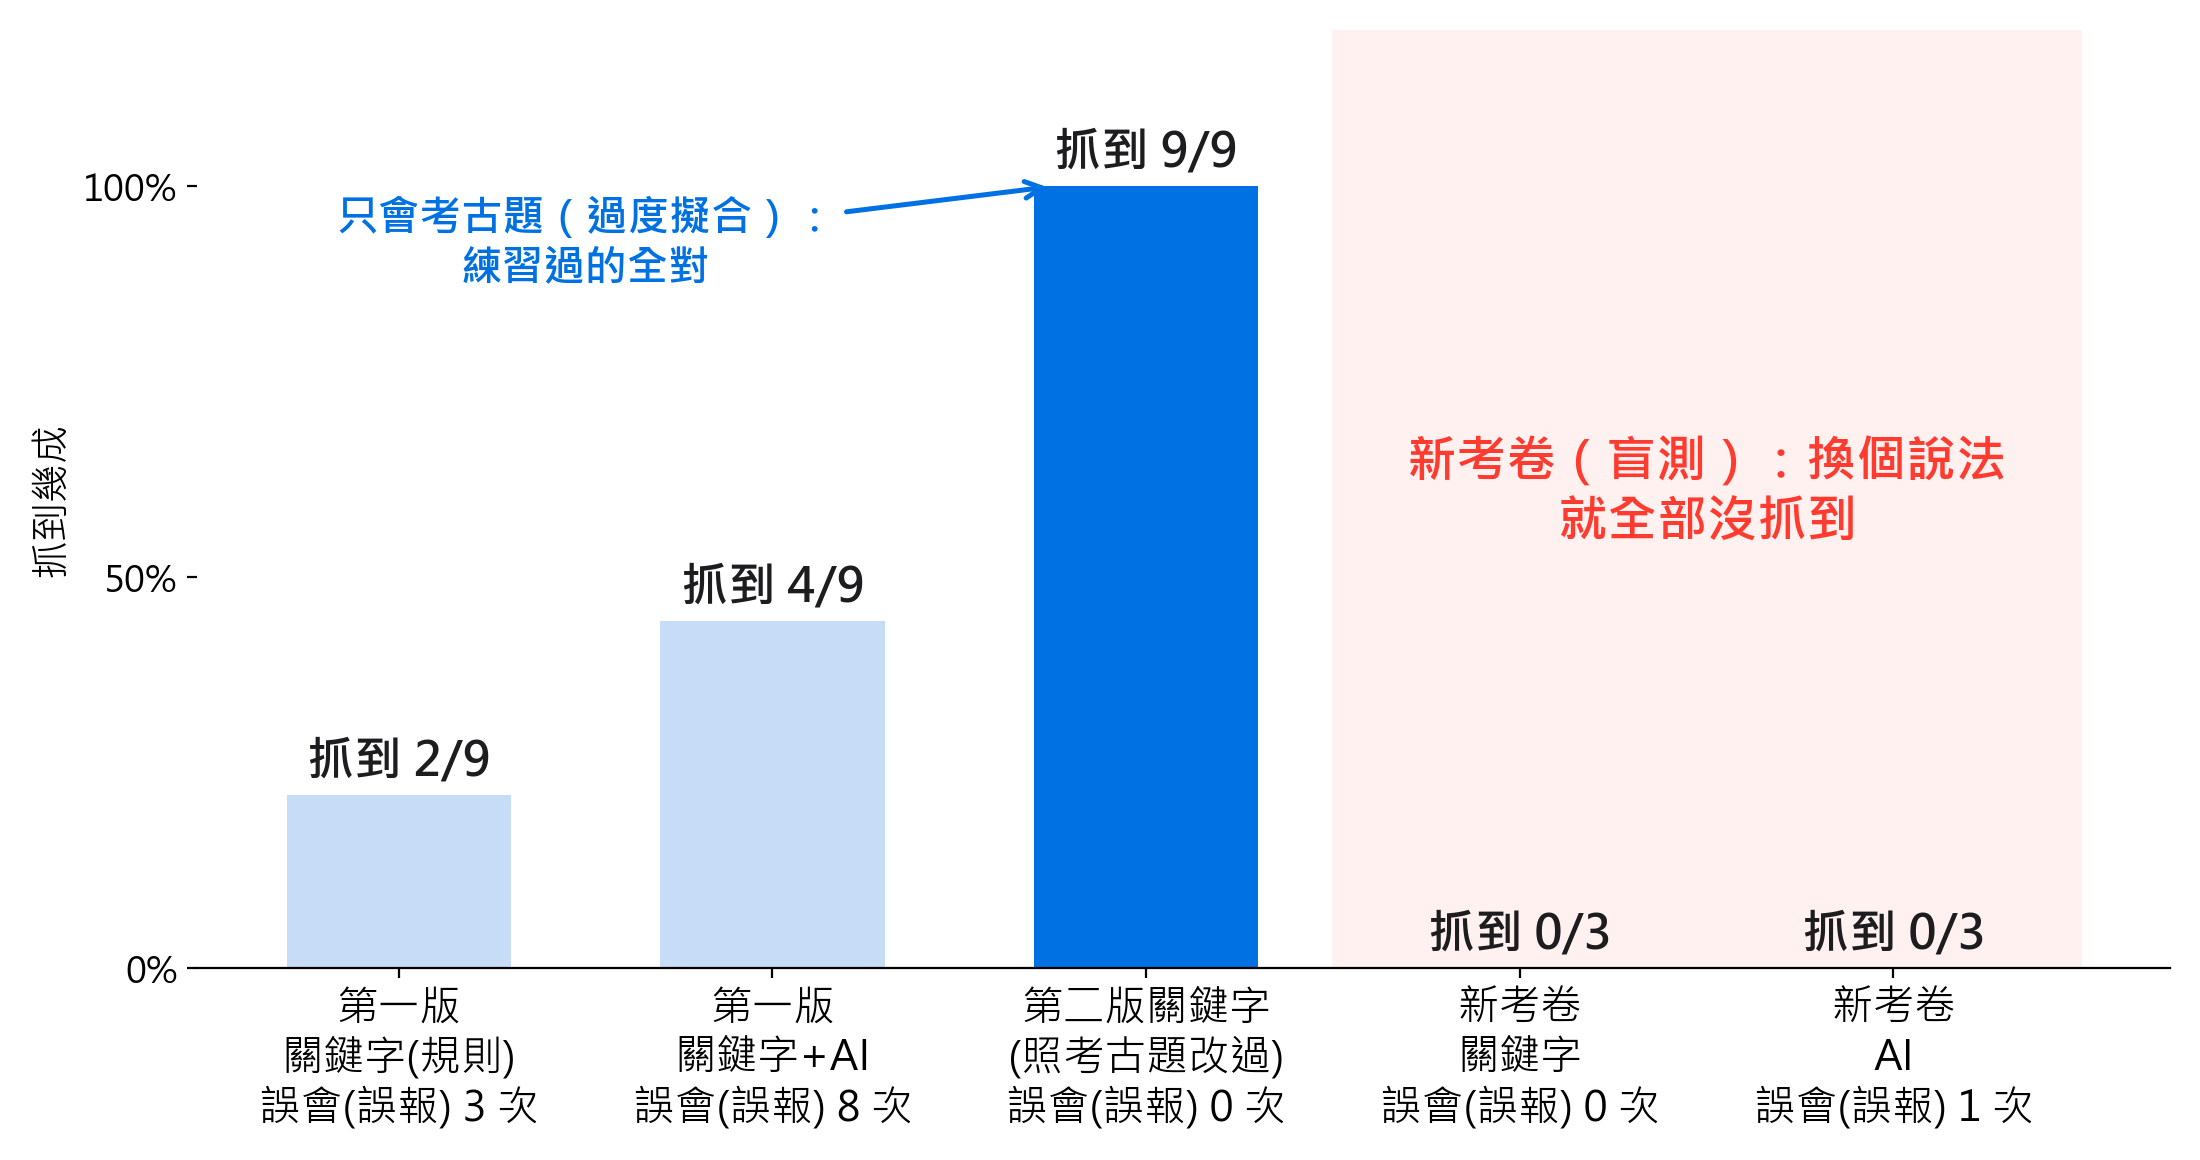 抓到 9/9
100%
只會考古題（過度擬合）：
練習過的全對
新考卷（盲測）：換個說法
就全部沒抓到
抓到幾成
50%
抓到 4/9
抓到 2/9
抓到 0/3
抓到 0/3
0%
第一版
關鍵字(規則)
誤會(誤報) 3 次
第一版
關鍵字+AI
誤會(誤報) 8 次
第二版關鍵字
(照考古題改過)
誤會(誤報) 0 次
新考卷
關鍵字
誤會(誤報) 0 次
新考卷
AI
誤會(誤報) 1 次